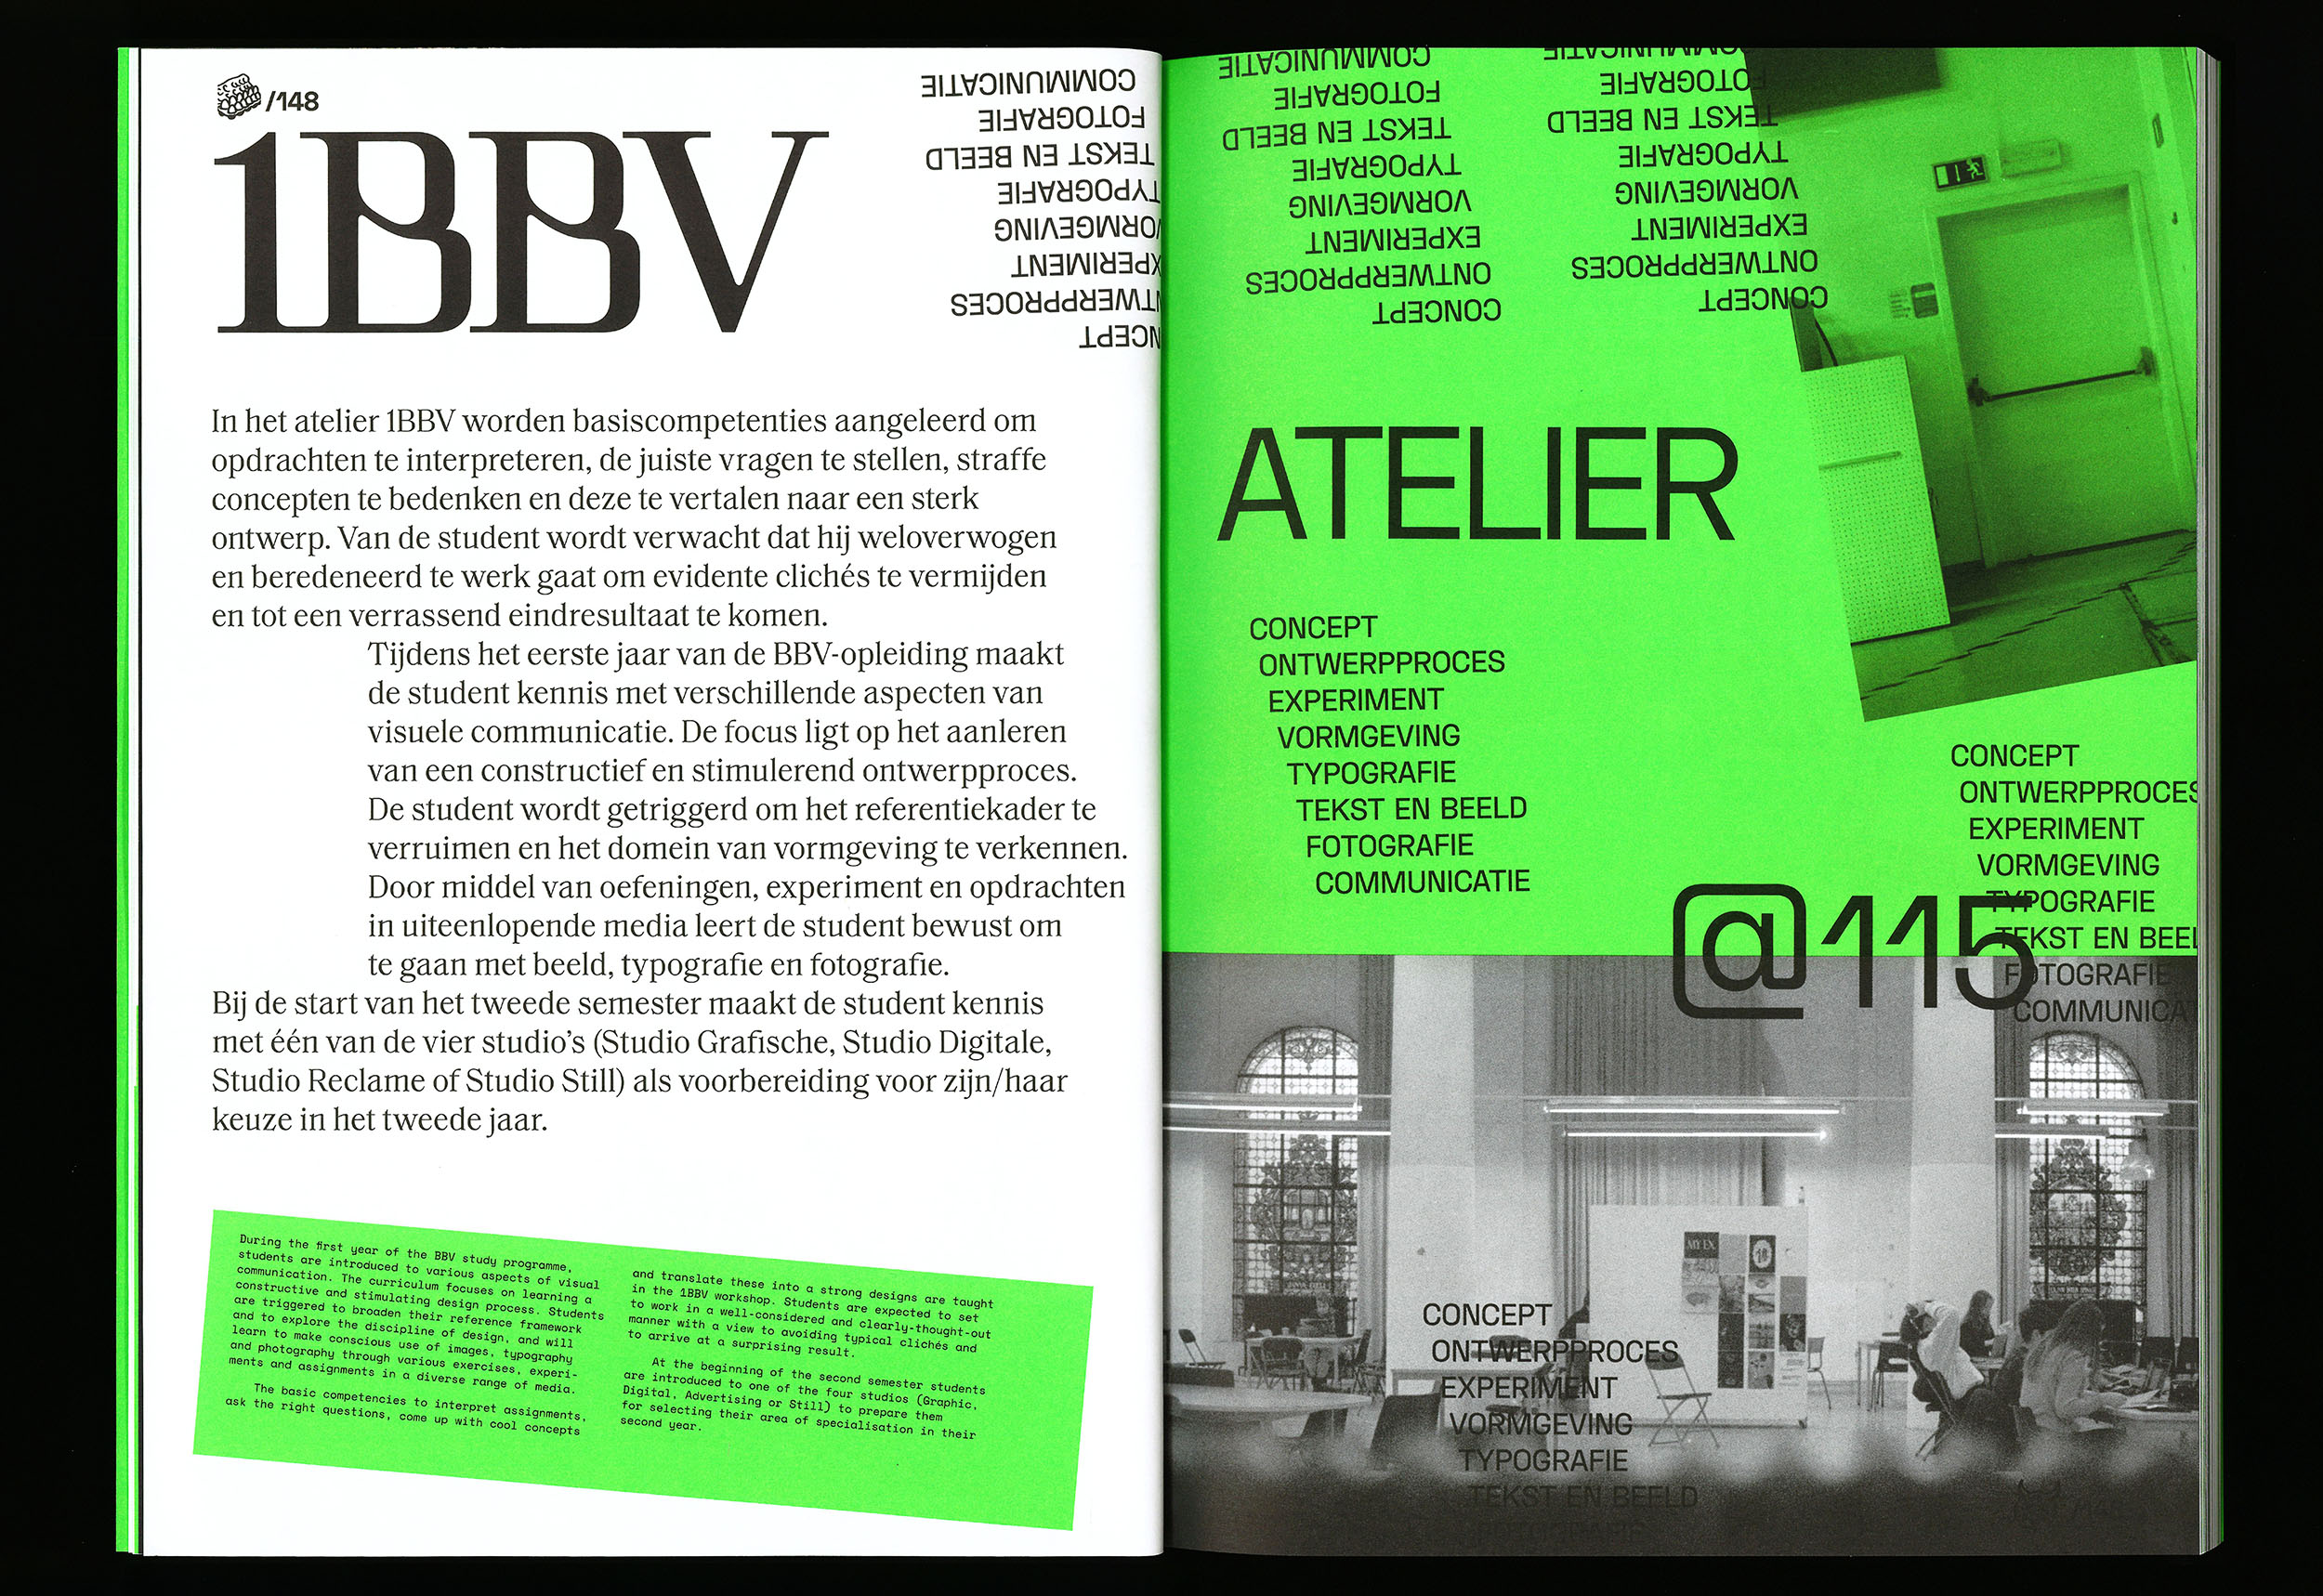 /148
1BBV
COMMUNICATIE
FOTOGRAFIE
TEKST EN BEELD
TYPOGRAFIE
VORMGEVING
EXPERIMENT
ONTWERPPROCES
CONCEPT
In het atelier 1BBV worden basiscompetenties aangeleerd om
opdrachten te interpreteren, de juiste vragen te stellen, straffe
concepten te bedenken en deze te vertalen naar een sterk
ontwerp. Van de student wordt verwacht dat hij weloverwogen
en beredeneerd te werk gaat om evidente clichés te vermijden
en tot een verrassend eindresultaat te komen.
Tijdens het eerste jaar van de BBV-opleiding maakt
de student kennis met verschillende aspecten van
visuele communicatie. De focus ligt op het aanleren
van een constructief en stimulerend ontwerpproces.
De student wordt getriggerd om het referentiekader te
verruimen en het domein van vormgeving te verkennen.
Door middel van oefeningen, experiment en opdrachten
in uiteenlopende media leert de student bewust om
te gaan met beeld, typografie en fotografie.
Bij de start van het tweede semester maakt de student kennis
met één van de vier studio’s (Studio Grafische, Studio Digitale,
Studio Reclame of Studio Still) als voorbereiding voor zijn/haar
keuze in het tweede jaar.
During the first year of the BBV study programme,
students are introduced to various aspects of visual
communication. The curriculum focuses on learning a
constructive and stimulating design process. Students
are triggered to broaden their reference framework
and to explore the discipline of design, and will
learn to make conscious use of images, typography
and photography through various exercises, experi-
ments and assignments in a diverse range of media.
The basic competencies to interpret assignments,
ask the right questions, come up with cool concepts
and translate these into a strong designs are taught
in the 1BBV workshop. Students are expected to set
to work in a well-considered and clearly-thought-out
manner with a view to avoiding typical clichés and
to arrive at a surprising result.
At the beginning of the second semester students
are introduced to one of the four studios (Graphic,
Digital, Advertising or Still) to prepare them
for selecting their area of specialisation in their
second year.
COMMUNICATIE
FOTOGRAFIE
TEKST EN BEELD
TYPOGRAFIE
VORMGEVING
EXPERIMENT
ONTWERPPROCES
CONCEPT
COMMUNICATIE
FOTOGRAFIE
TEKST EN BEELD
TYPOGRAFIE
VORMGEVING
EXPERIMENT
ONTWERPPROCES
CONCEPT
ATELIER
CONCEPT
ONTWERPPROCES
EXPERIMENT
VORMGEVING
TYPOGRAFIE
TEKST EN BEELD
FOTOGRAFIE
COMMUNICATIE
CONCEPT
ONTWERPPROCES
EXPERIMENT
VORMGEVING
TYPOGRAFIE
TEKST EN BEEL
FOTOGRAFIE
COMMUNICAT
@115
MY EX
CONCEPT
ONTWERPPROCES
EXPERIMENT
VORMGEVING
TYPOGRAFIE
TEKST EN BEELD